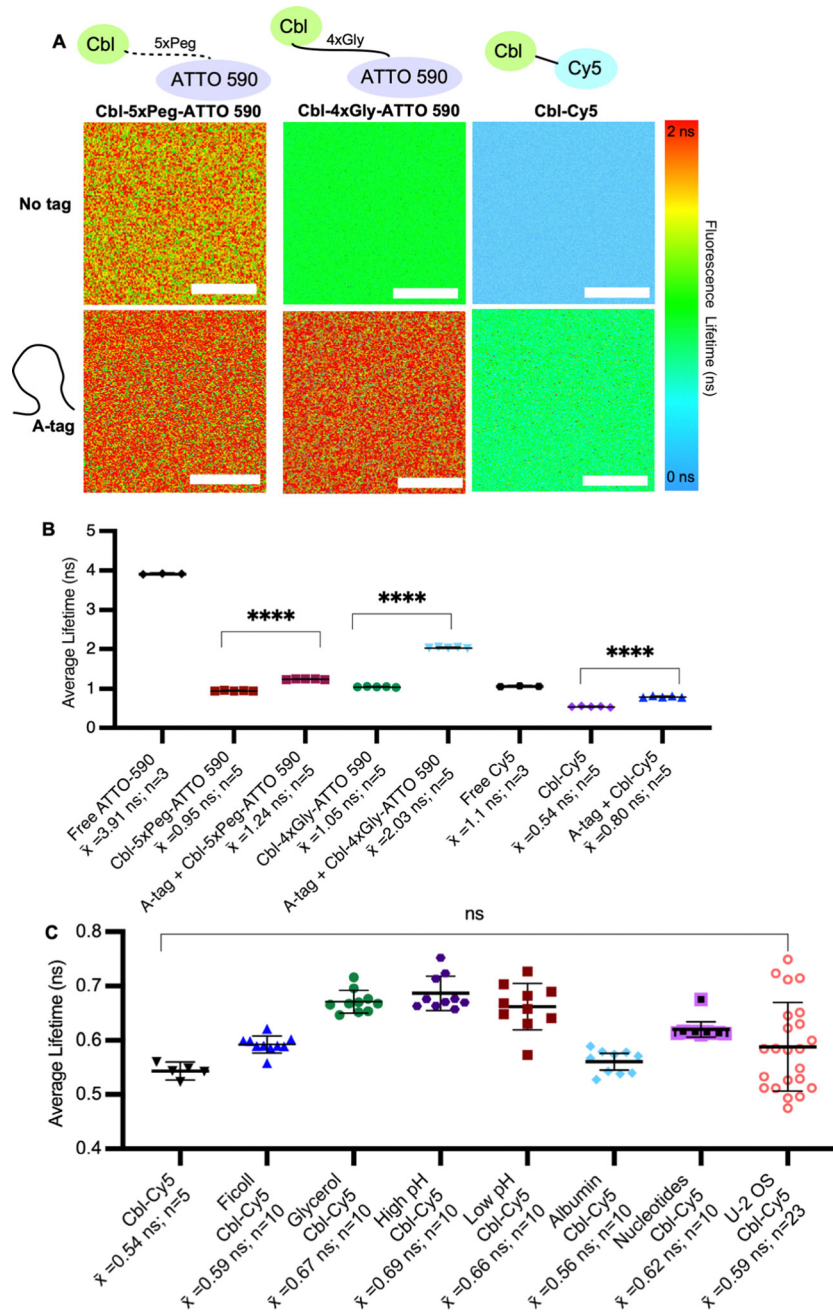 A
Cbl
5xPeg
ATTO 590
Cbl
4xGly
ATTO 590
Cbl
Cy5
Cbl-5xPeg-ATTO 590
Cbl-4xGly-ATTO 590
Cbl-Cy5
No tag
A-tag
2 ns
Fluorescence Lifetime (ns)
0 ns
B
Average Lifetime (ns)
5
4
3
2
1
0
****
****
****
Free ATTO-590
x̄ =3.91 ns; n=3
Cbl-5xPeg-ATTO 590
x̄ =0.95 ns; n=5
A-tag + Cbl-5xPeg-ATTO 590
x̄ =1.24 ns; n=5
Cbl-4xGly-ATTO 590
x̄ =1.05 ns; n=5
A-tag + Cbl-4xGly-ATTO 590
x̄ =2.03 ns; n=5
Free Cy5
x̄ =1.1 ns; n=3
Cbl-Cy5
x̄ =0.54 ns; n=5
A-tag + Cbl-Cy5
x̄ =0.80 ns; n=5
C
Average Lifetime (ns)
0.8
0.7
0.6
0.5
0.4
ns
Cbl-Cy5
x̄ =0.54 ns; n=5
Ficoll
Cbl-Cy5
x̄ =0.59 ns; n=10
Glycerol
Cbl-Cy5
x̄ =0.67 ns; n=10
High pH
Cbl-Cy5
x̄ =0.69 ns; n=10
Low pH
Cbl-Cy5
x̄ =0.66 ns; n=10
Albumin
Cbl-Cy5
x̄ =0.56 ns; n=10
Nucleotides
Cbl-Cy5
x̄ =0.62 ns; n=10
U-2 OS
Cbl-Cy5
x̄ =0.59 ns; n=23